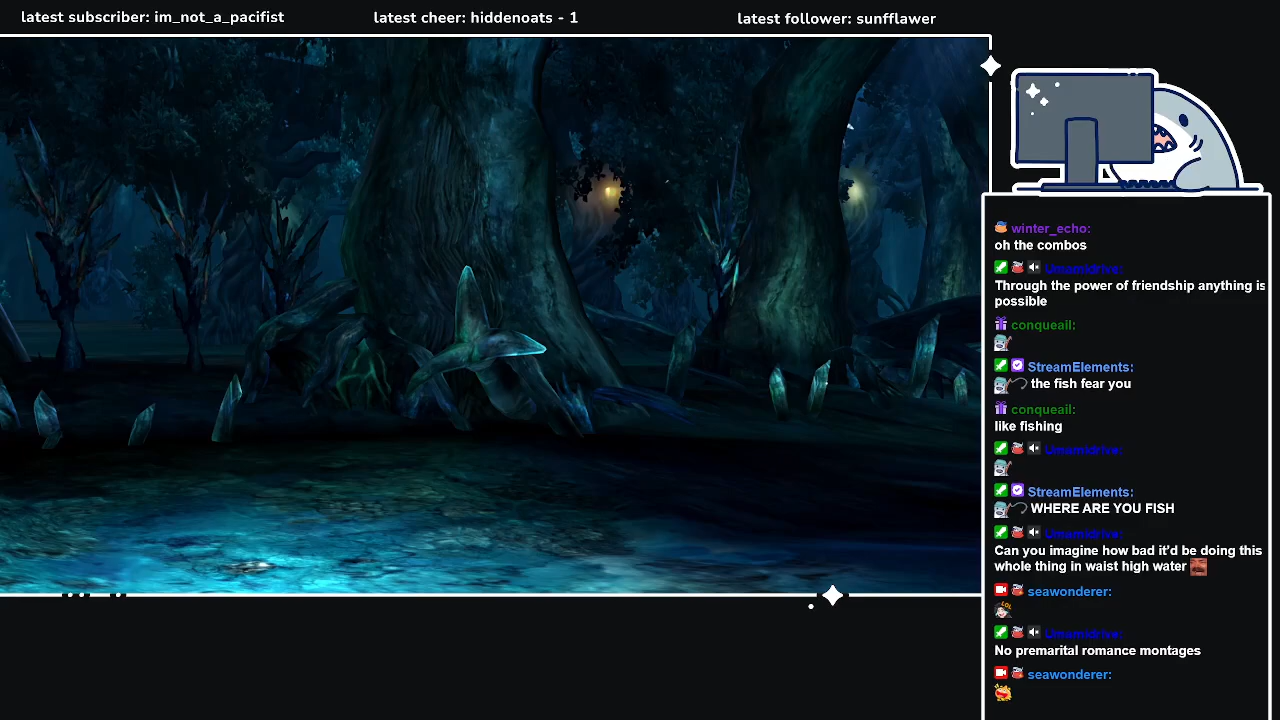 latest subscriber: im_not_a_pacifist
latest cheer: hiddenoats - 1
latest follower: sunfflawer
winter_echo:
oh the combos
Umamidrive:
Through the power of friendship anything is
possible
conqueail:
StreamElements:
the fish fear you
conqueail:
like fishing
Umamidrive:
StreamElements:
WHERE ARE YOU FISH
Umamidrive:
Can you imagine how bad it'd be doing this
whole thing in waist high water
seawonderer:
LOL
Umamidrive:
No premarital romance montages
seawonderer: